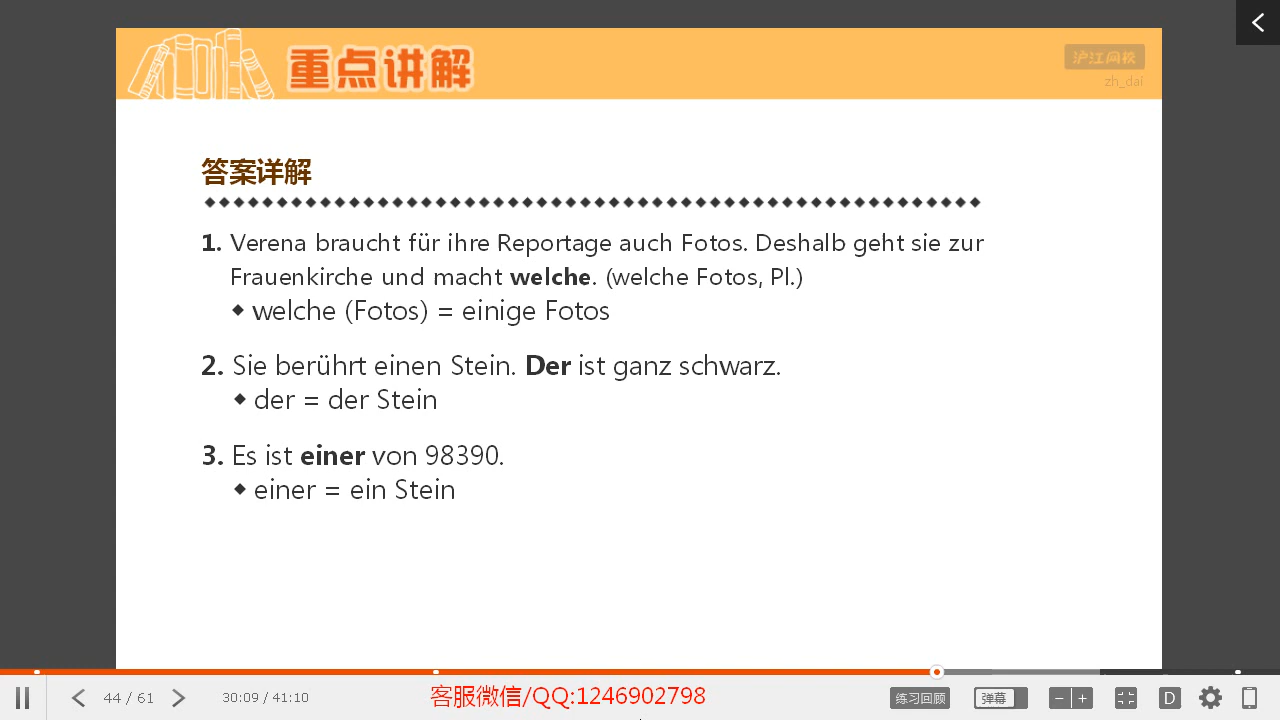 重点讲解
沪江网校
zh_dai
答案详解
1. Verena braucht für ihre Reportage auch Fotos. Deshalb geht sie zur
Frauenkirche und macht welche. (welche Fotos, Pl.)
◆ welche (Fotos) = einige Fotos
2. Sie berührt einen Stein. Der ist ganz schwarz.
◆ der = der Stein
3. Es ist einer von 98390.
◆ einer = ein Stein
44 / 61
30:09 / 41:10
客服微信/QQ:1246902798
练习回顾
弹幕
D